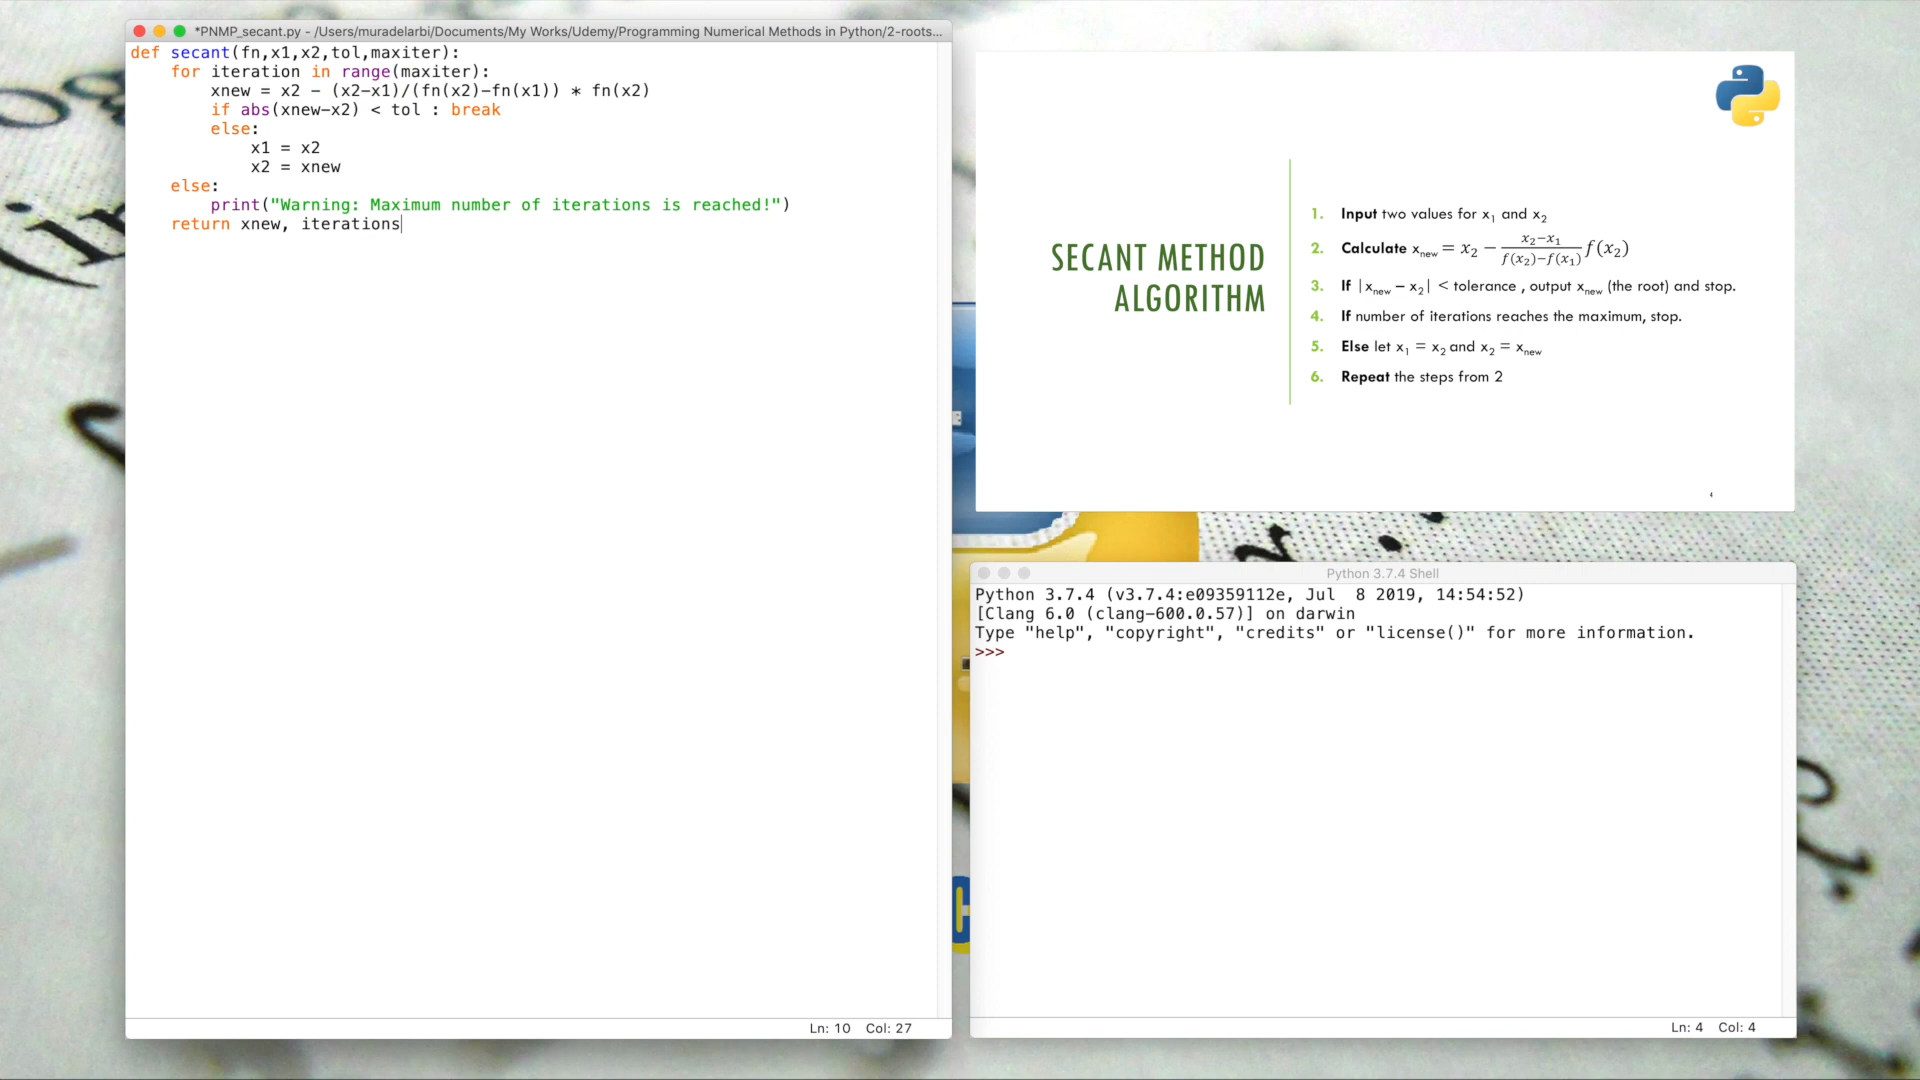 *PNMP_secant.py - /Users/muradelarbi/Documents/My Works/Udemy/Programming Numerical Methods in Python/2-roots...
def secant(fn,x1,x2,tol,maxiter):
    for iteration in range(maxiter):
        xnew = x2 - (x2-x1)/(fn(x2)-fn(x1)) * fn(x2)
        if abs(xnew-x2) < tol : break
        else:
            x1 = x2
            x2 = xnew
    else:
        print("Warning: Maximum number of iterations is reached!")
    return xnew, iterations
Ln: 10 Col: 27
SECANT METHOD
ALGORITHM
1. Input two values for x₁ and x₂
2. Calculate xnew = x₂ − (x₂−x₁)/(f(x₂)−f(x₁)) f(x₂)
3. If |xnew − x₂| < tolerance , output xnew (the root) and stop.
4. If number of iterations reaches the maximum, stop.
5. Else let x₁ = x₂ and x₂ = xnew
6. Repeat the steps from 2
4
Python 3.7.4 Shell
Python 3.7.4 (v3.7.4:e09359112e, Jul  8 2019, 14:54:52)
[Clang 6.0 (clang-600.0.57)] on darwin
Type "help", "copyright", "credits" or "license()" for more information.
>>>
Ln: 4 Col: 4